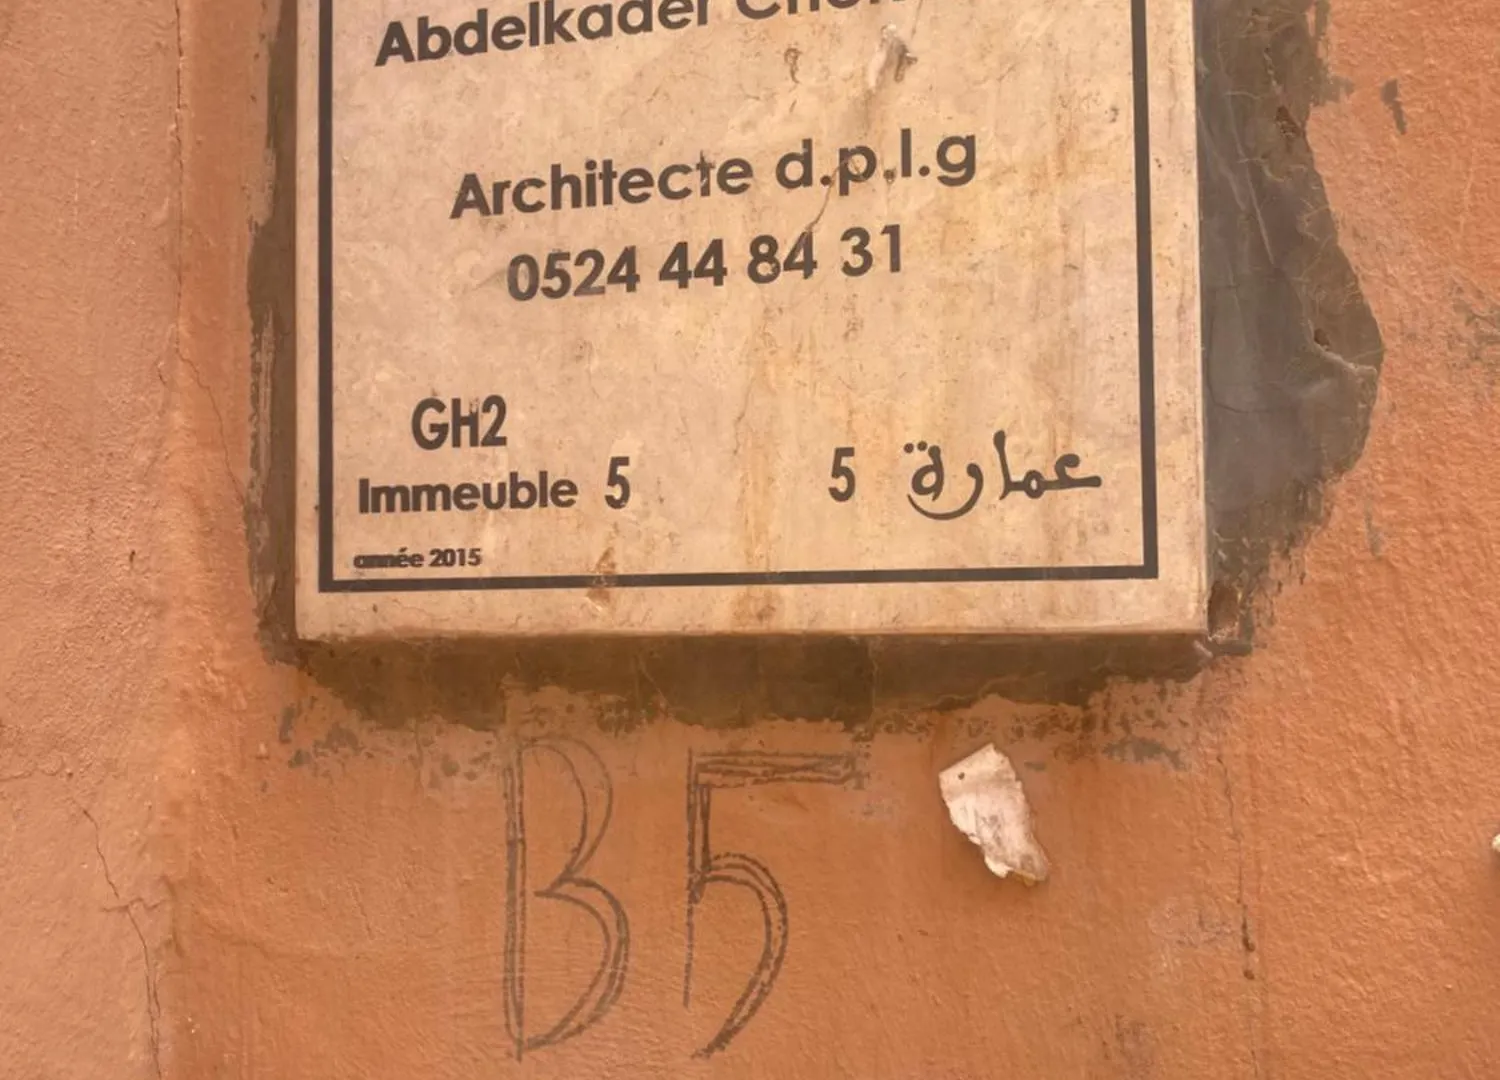 Abdelkader
Architecte d.p.l.g
0524 44 84 31
GH2
Immeuble 5
5 عمارة
année 2015
B5